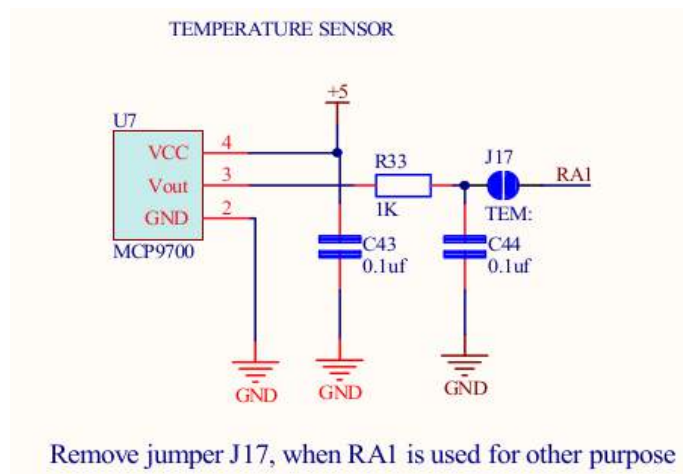 TEMPERATURE SENSOR
+5
U7
VCC 4
Vout 3
GND 2
MCP9700
R33
1K
J17
TEM:
RA1
C43
0.1uf
C44
0.1uf
GND
GND
GND
Remove jumper J17, when RA1 is used for other purpose